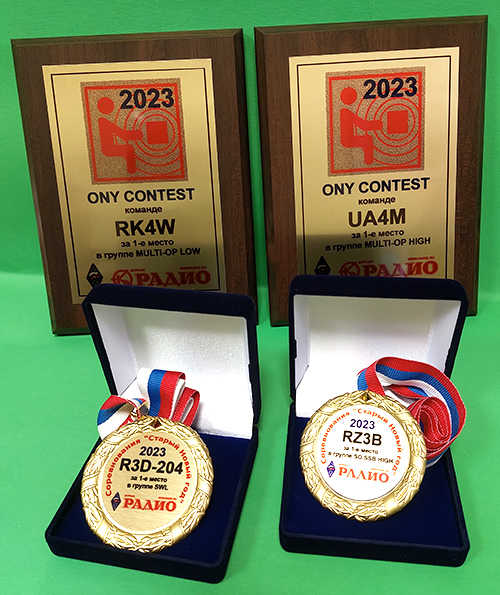 2023
ONY CONTEST
команде
RK4W
за 1-е место
в группе MULTI-OP LOW
РАДИО
2023
ONY CONTEST
команде
UA4M
за 1-е место
в группе MULTI-OP HIGH
РАДИО
Соревнования "Старый Новый год"
2023
R3D-204
за 1-е место
в группе SWL
РАДИО
Соревнования "Старый Новый год"
2023
RZ3B
за 1-е место
в группе SO SSB HIGH
РАДИО